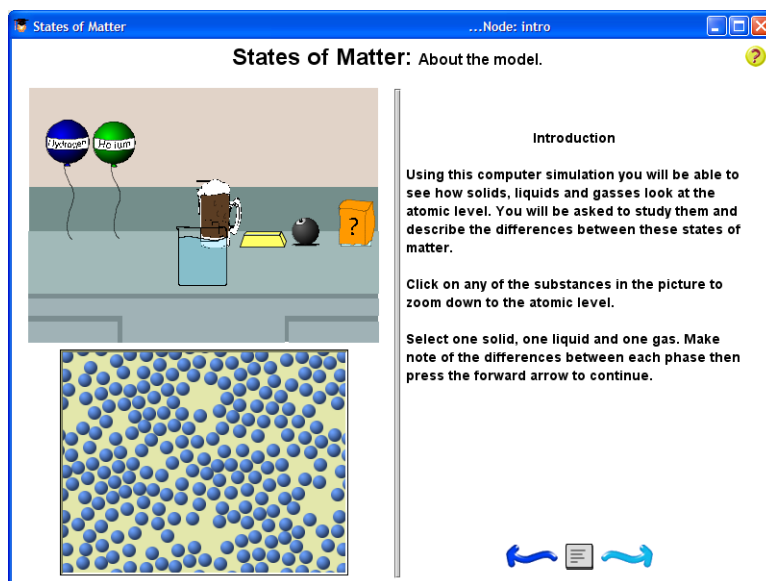 States of Matter ...Node: intro
States of Matter: About the model.
?
Hydrogen
He ium
?
Introduction
Using this computer simulation you will be able to
see how solids, liquids and gasses look at the
atomic level. You will be asked to study them and
describe the differences between these states of
matter.
Click on any of the substances in the picture to
zoom down to the atomic level.
Select one solid, one liquid and one gas. Make
note of the differences between each phase then
press the forward arrow to continue.